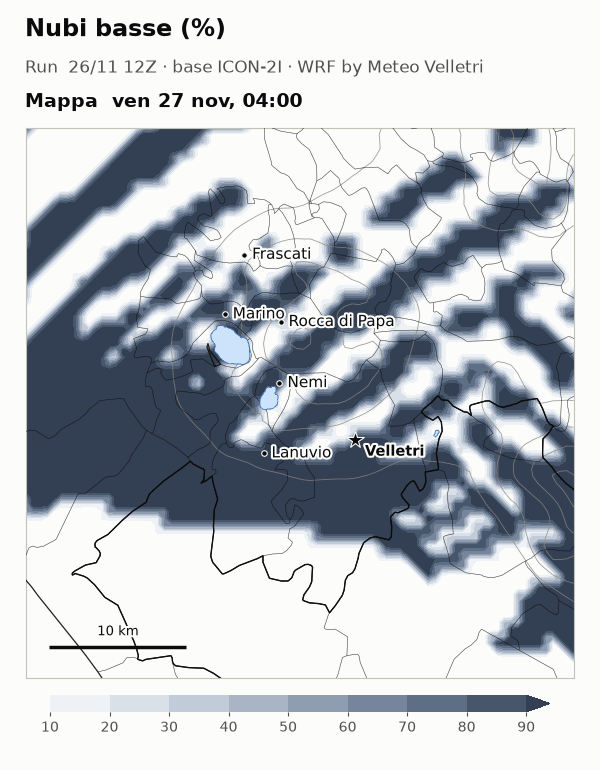 Nubi basse (%)
Run  26/11 12Z · base ICON-2I · WRF by Meteo Velletri
Mappa  ven 27 nov, 04:00
Frascati
Marino
Rocca di Papa
Nemi
Velletri
Lanuvio
10 km
10 20 30 40 50 60 70 80 90